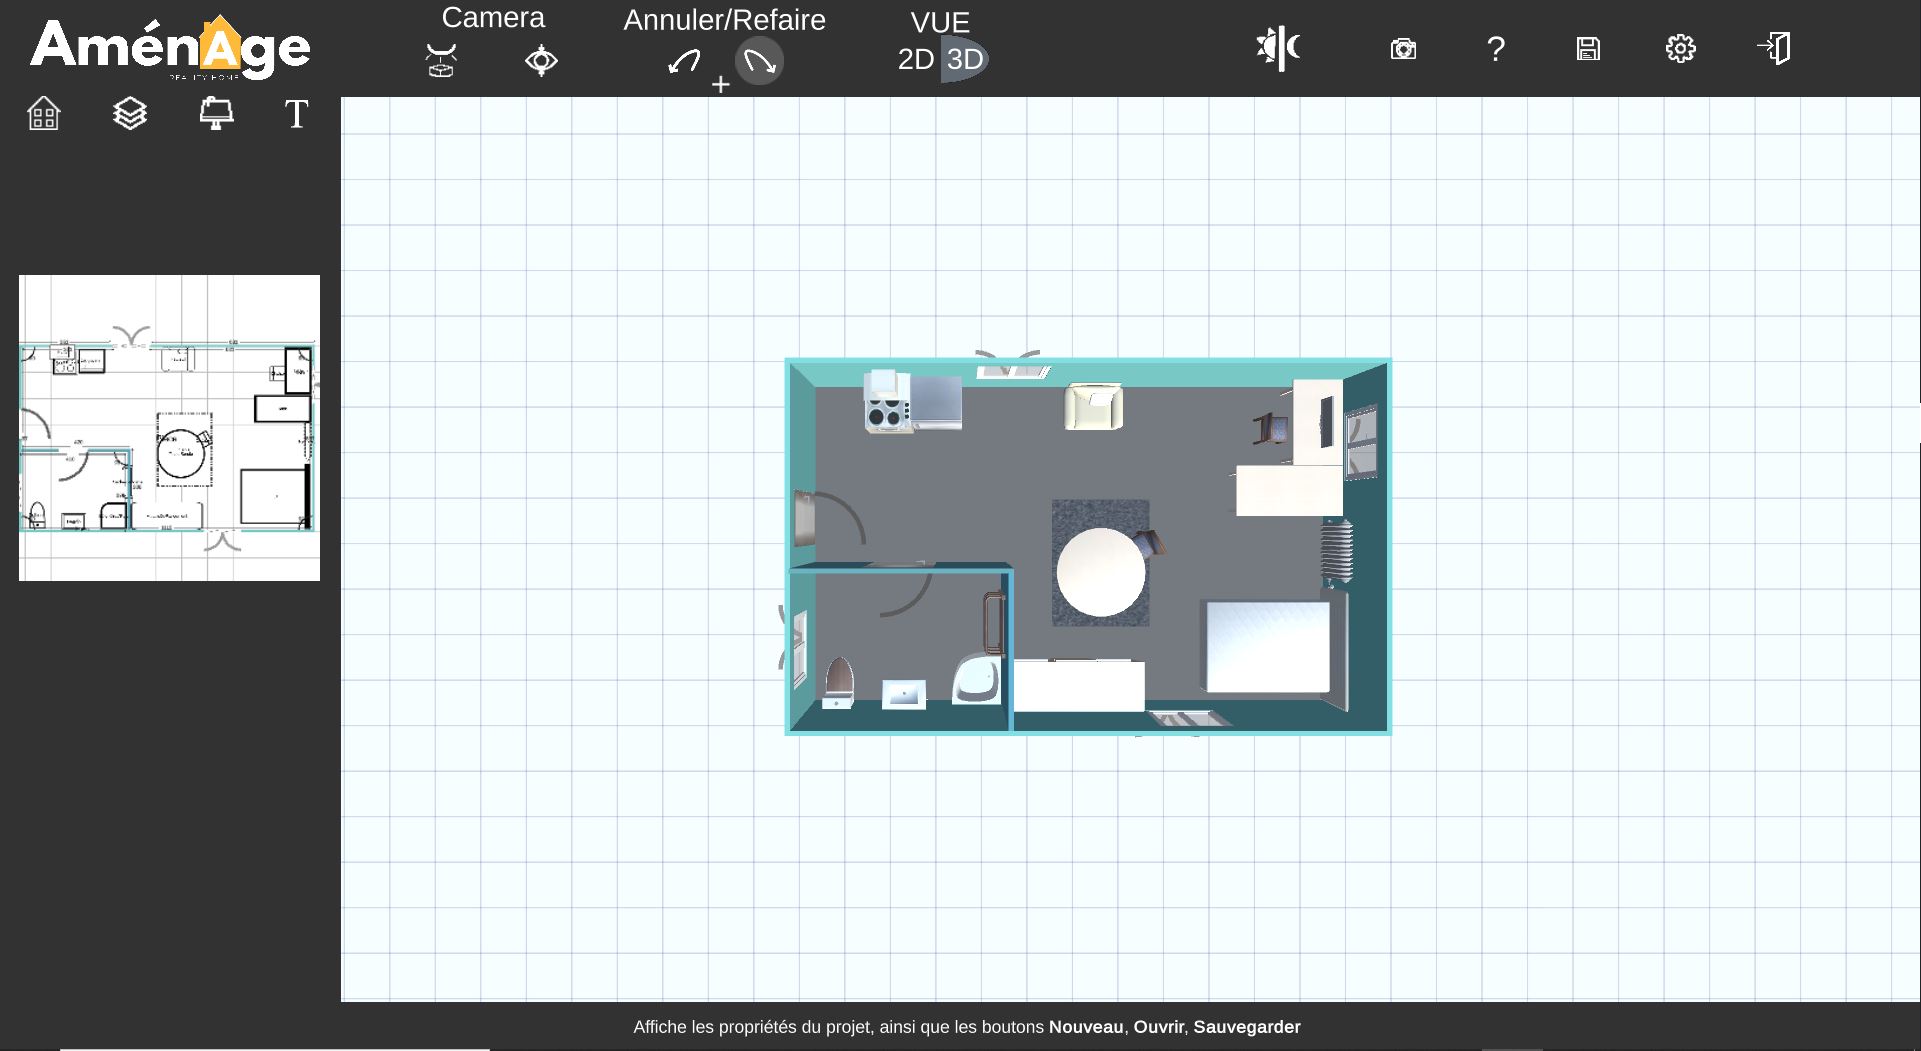 AménAge
REALITY HOME
Camera
Annuler/Refaire
VUE
2D 3D
?
T
Affiche les propriétés du projet, ainsi que les boutons Nouveau, Ouvrir, Sauvegarder